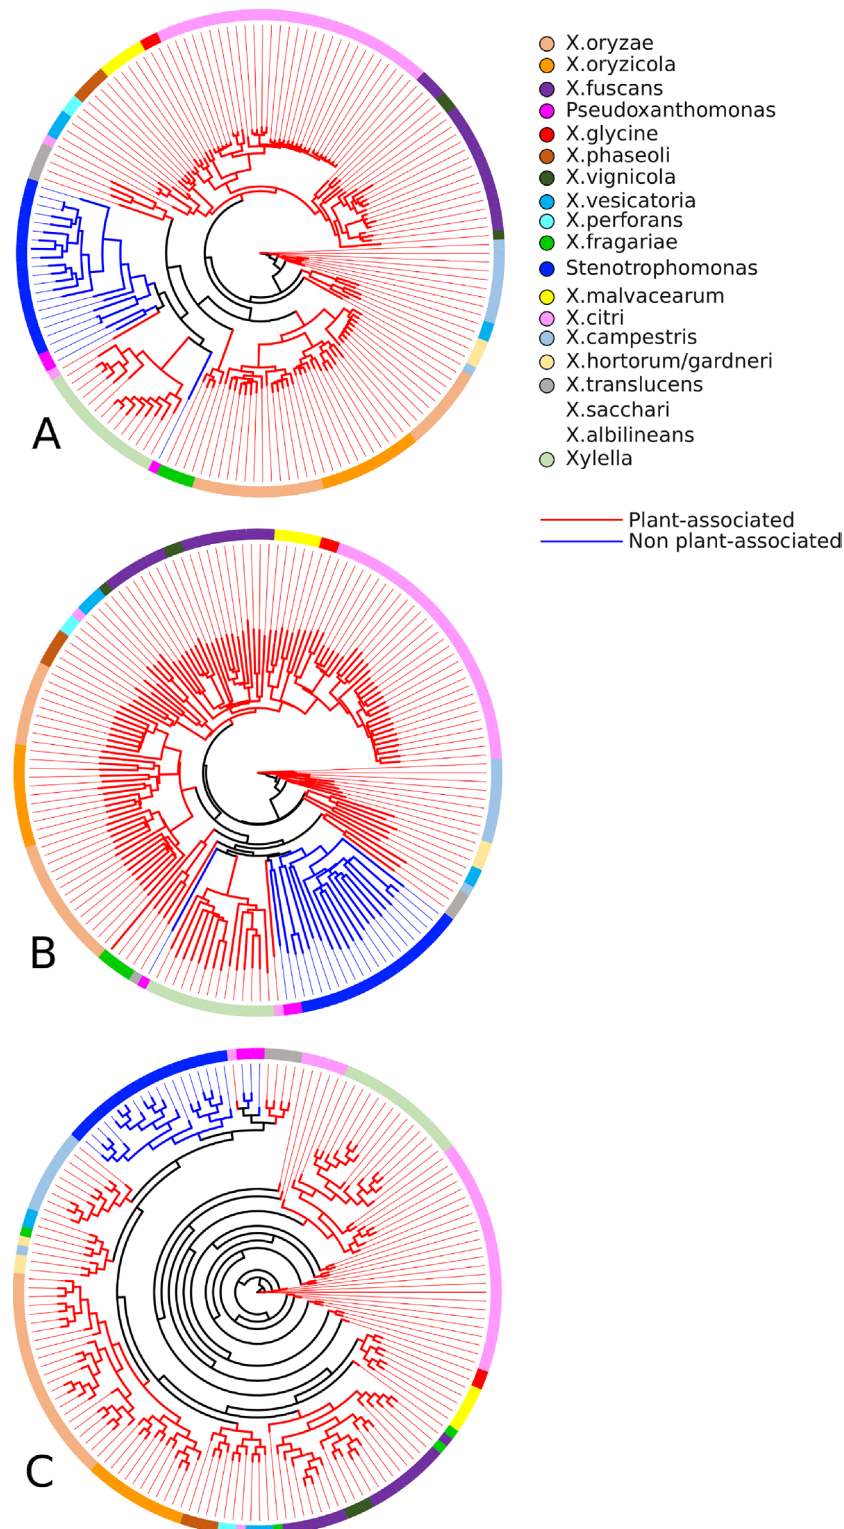 X.oryzae
X.oryzicola
X.fuscans
Pseudoxanthomonas
X.glycine
X.phaseoli
X.vignicola
X.vesicatoria
X.perforans
X.fragariae
Stenotrophomonas
X.malvacearum
X.citri
X.campestris
X.hortorum/gardneri
X.translucens
X.sacchari
X.albilineans
Xylella
A
Plant-associated
Non plant-associated
B
C